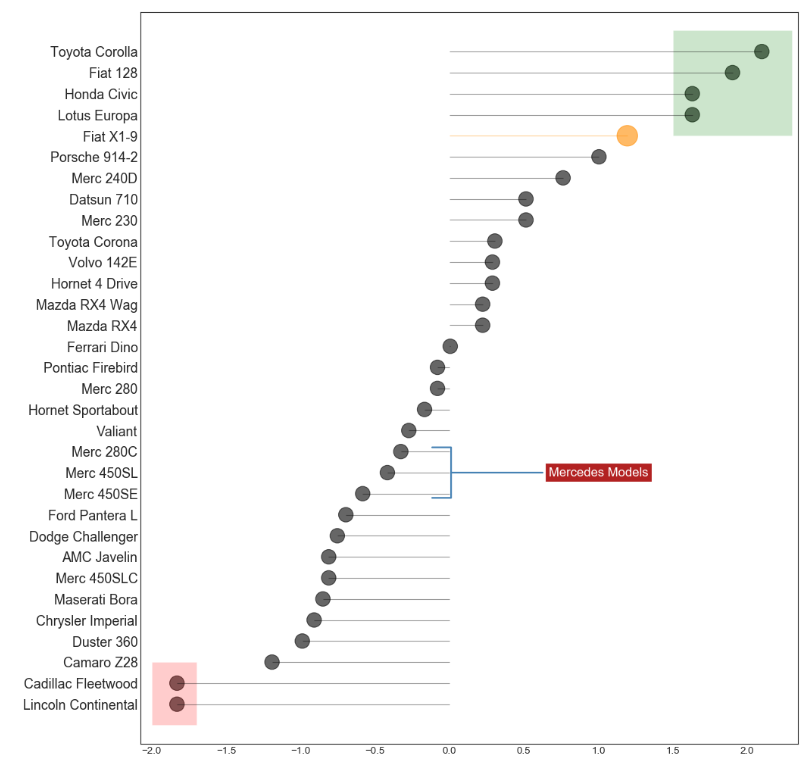 Toyota Corolla
Fiat 128
Honda Civic
Lotus Europa
Fiat X1-9
Porsche 914-2
Merc 240D
Datsun 710
Merc 230
Toyota Corona
Volvo 142E
Hornet 4 Drive
Mazda RX4 Wag
Mazda RX4
Ferrari Dino
Pontiac Firebird
Merc 280
Hornet Sportabout
Valiant
Merc 280C
Merc 450SL
Mercedes Models
Merc 450SE
Ford Pantera L
Dodge Challenger
AMC Javelin
Merc 450SLC
Maserati Bora
Chrysler Imperial
Duster 360
Camaro Z28
Cadillac Fleetwood
Lincoln Continental
−2.0 −1.5 −1.0 −0.5 0.0 0.5 1.0 1.5 2.0